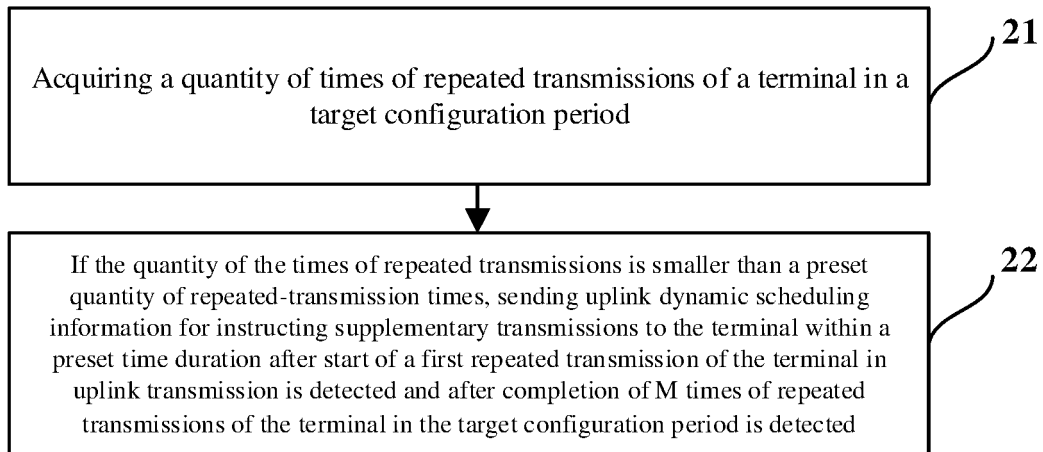 Acquiring a quantity of times of repeated transmissions of a terminal in a
target configuration period
21
If the quantity of the times of repeated transmissions is smaller than a preset
quantity of repeated-transmission times, sending uplink dynamic scheduling
information for instructing supplementary transmissions to the terminal within a
preset time duration after start of a first repeated transmission of the terminal in
uplink transmission is detected and after completion of M times of repeated
transmissions of the terminal in the target configuration period is detected
22